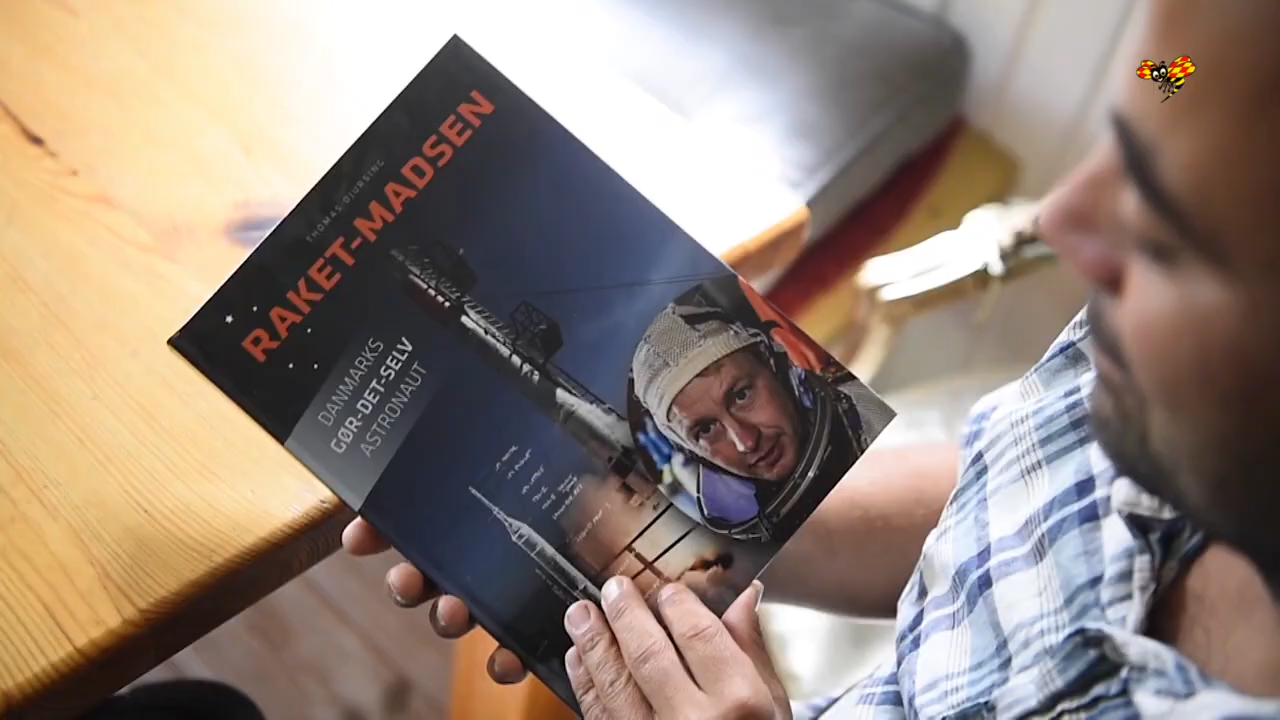 THOMAS DJURSING
RAKET-MADSEN
DANMARKS
GØR-DET-SELV
ASTRONAUT